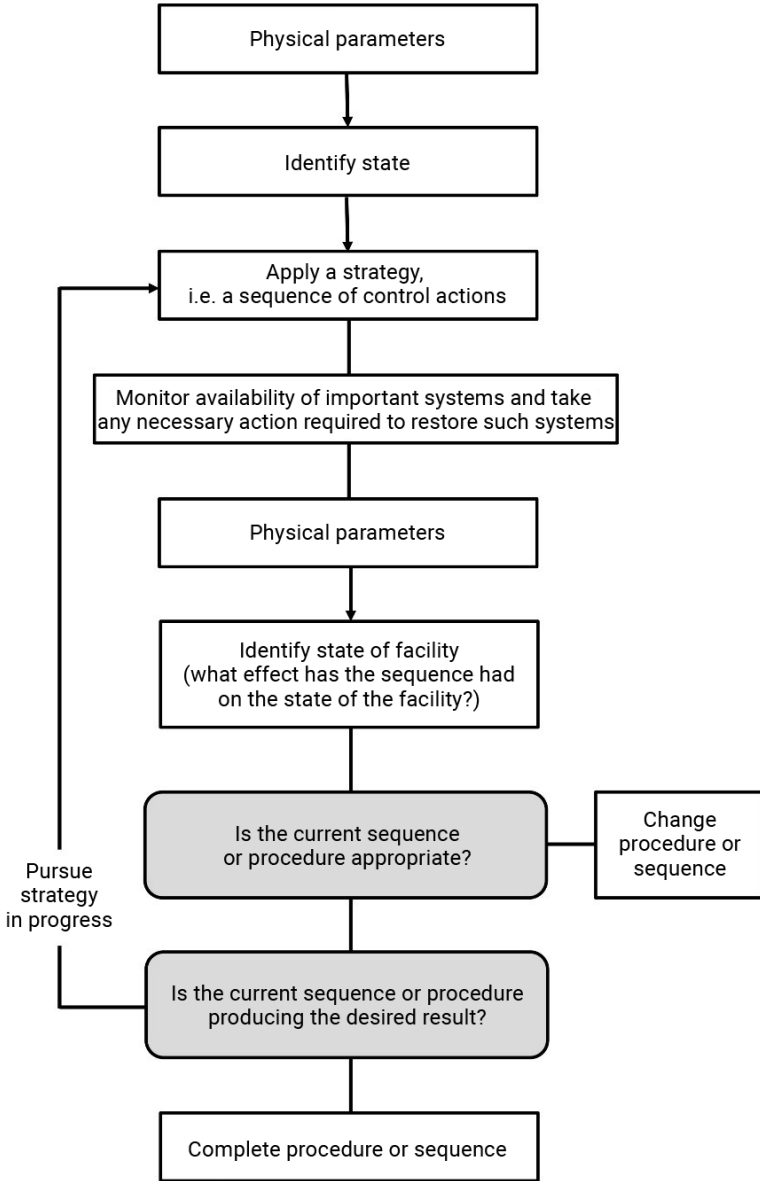 Physical parameters
Identify state
Apply a strategy,
i.e. a sequence of control actions
Monitor availability of important systems and take
any necessary action required to restore such systems
Physical parameters
Identify state of facility
(what effect has the sequence had
on the state of the facility?)
Is the current sequence
or procedure appropriate?
Change
procedure or
sequence
Pursue
strategy
in progress
Is the current sequence or procedure
producing the desired result?
Complete procedure or sequence